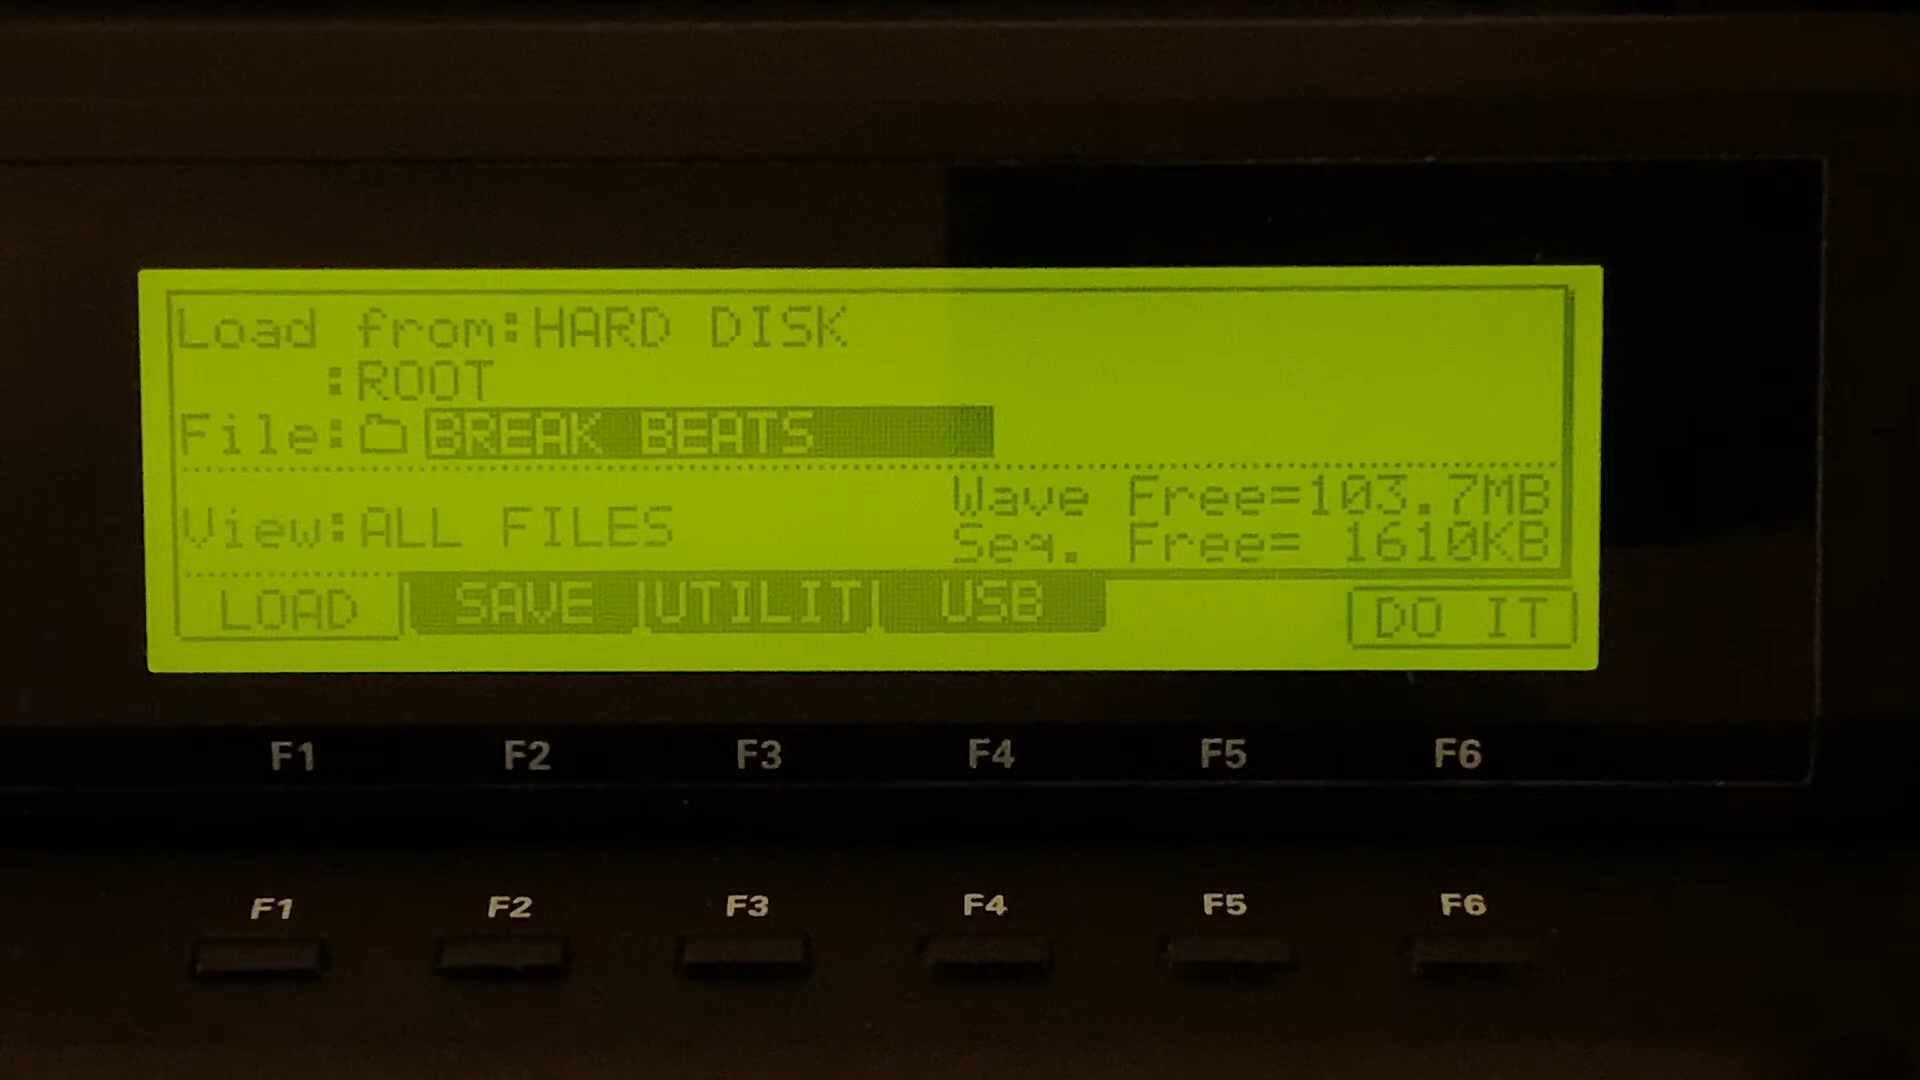 Load from:HARD DISK
:ROOT
File: BREAK BEATS
View:ALL FILES
Wave Free=103.7MB
Seq. Free= 1610KB
LOAD SAVE UTILIT USB DO IT
F1 F2 F3 F4 F5 F6
F1 F2 F3 F4 F5 F6